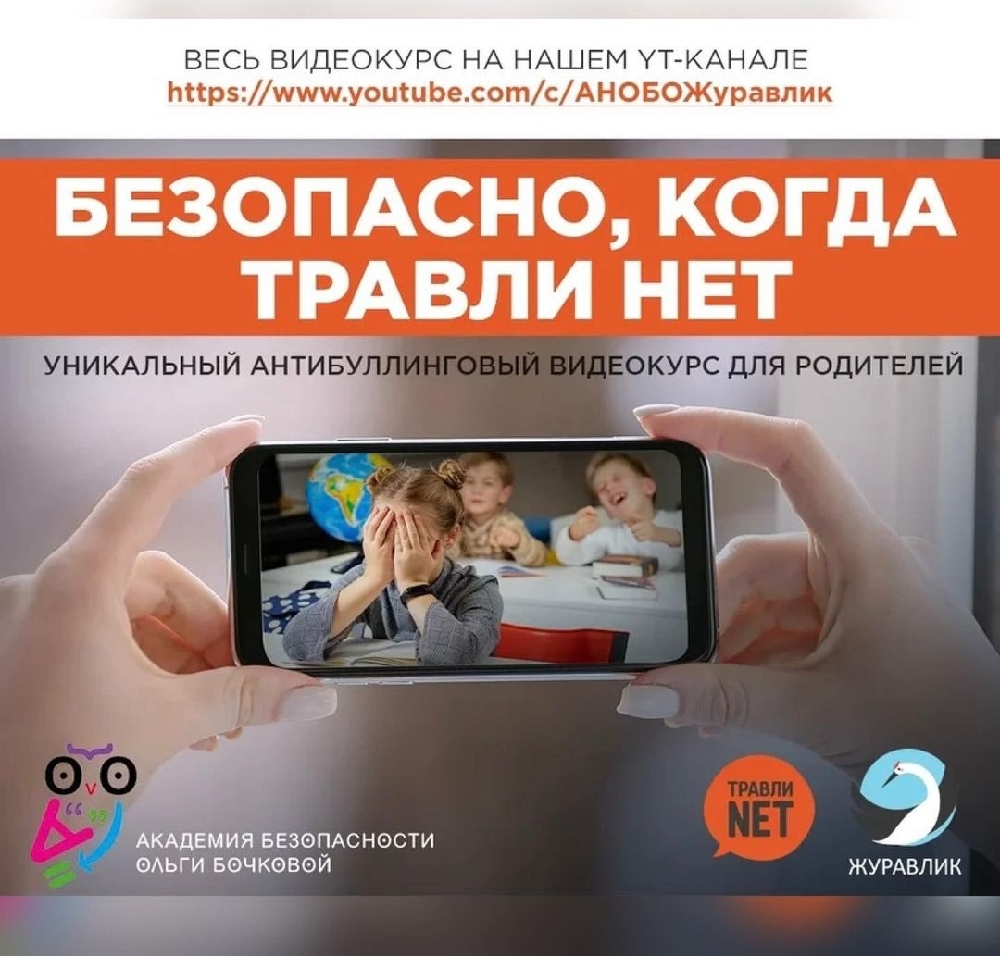 ВЕСЬ ВИДЕОКУРС НА НАШЕМ YT-КАНАЛЕ
https://www.youtube.com/c/АНОБОЖуравлик
БЕЗОПАСНО, КОГДА
ТРАВЛИ НЕТ
УНИКАЛЬНЫЙ АНТИБУЛЛИНГОВЫЙ ВИДЕОКУРС ДЛЯ РОДИТЕЛЕЙ
АКАДЕМИЯ БЕЗОПАСНОСТИ
ОЛЬГИ БОЧКОВОЙ
ТРАВЛИ
NET
ЖУРАВЛИК